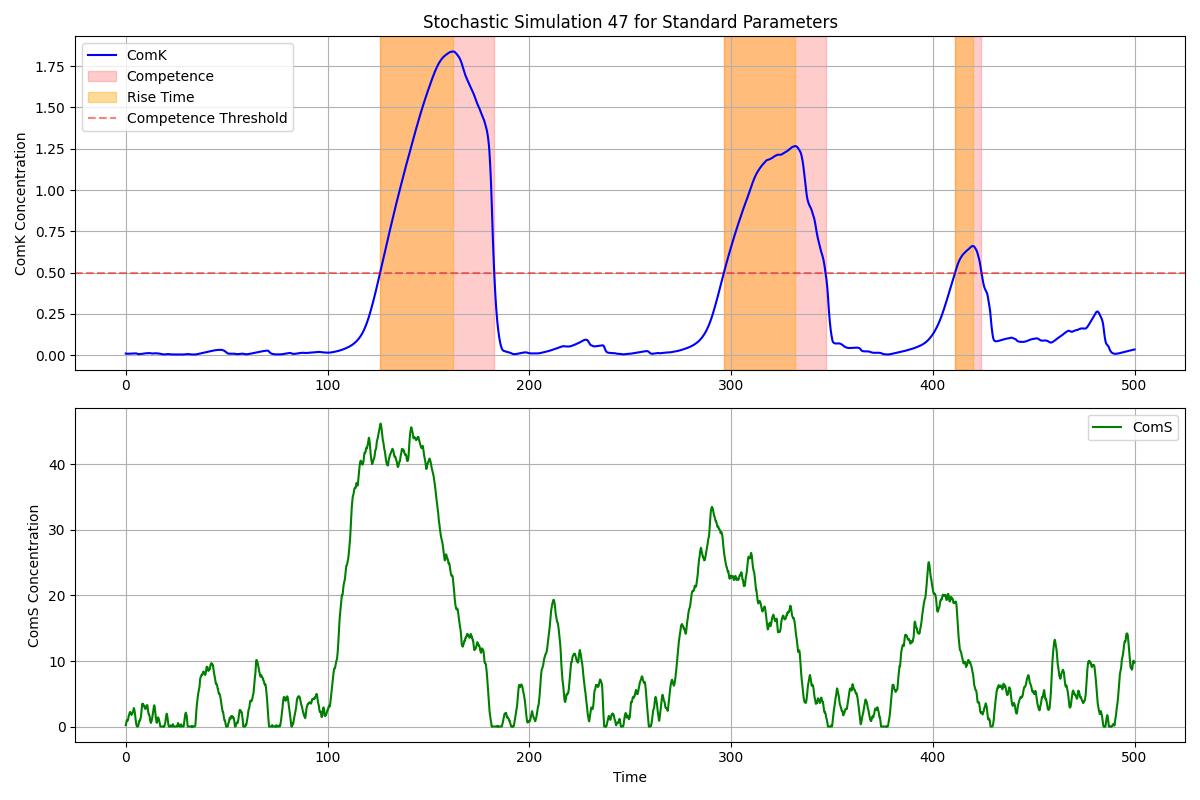 Stochastic Simulation 47 for Standard Parameters
ComK
Competence
Rise Time
Competence Threshold
ComK Concentration
1.75
1.50
1.25
1.00
0.75
0.50
0.25
0.00
0 100 200 300 400 500
ComS
ComS Concentration
40
30
20
10
0
0 100 200 300 400 500
Time